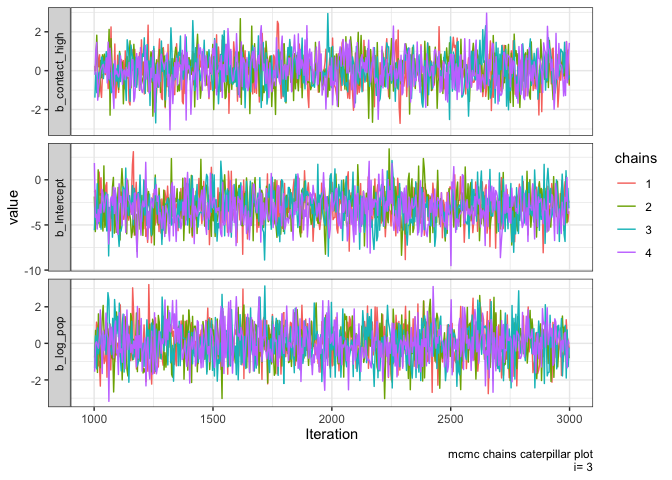 2
0
-2
b_contact_high
0
-5
-10
b_Intercept
2
0
-2
b_log_pop
value
1000
1500
2000
2500
3000
Iteration
chains
1
2
3
4
mcmc chains caterpillar plot
i= 3